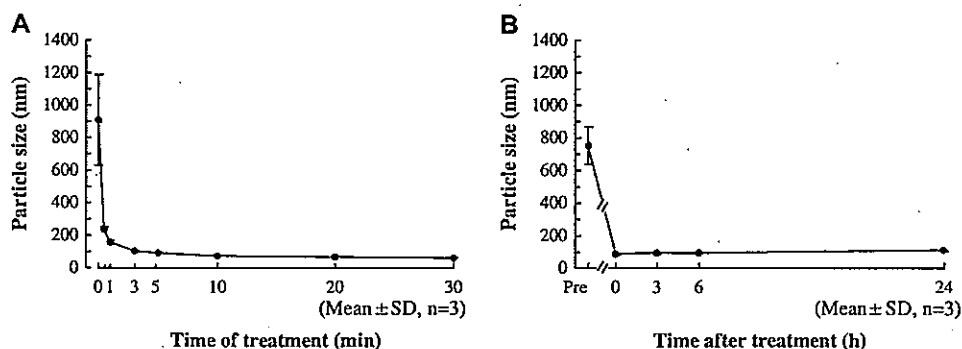 A
1400
1200
1000
800
600
400
200
0
Particle size (nm)
0 1 3 5 10 20 30
(Mean±SD, n=3)
Time of treatment (min)
B
1400
1200
1000
800
600
400
200
0
Particle size (nm)
Pre 0 3 6 24
(Mean±SD, n=3)
Time after treatment (h)